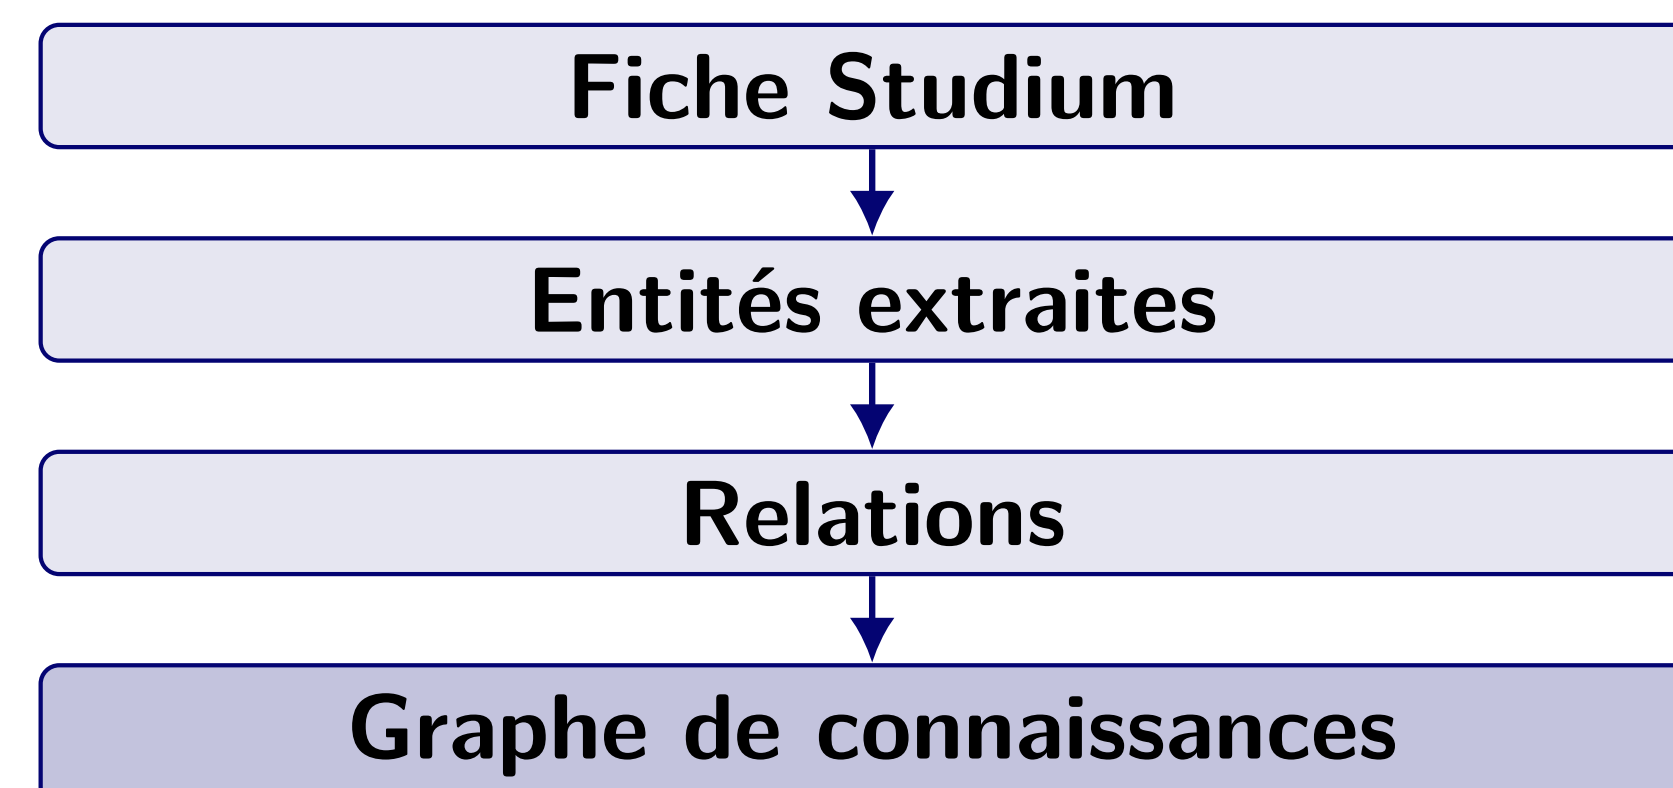 Fiche Studium
Entités extraites
Relations
Graphe de connaissances